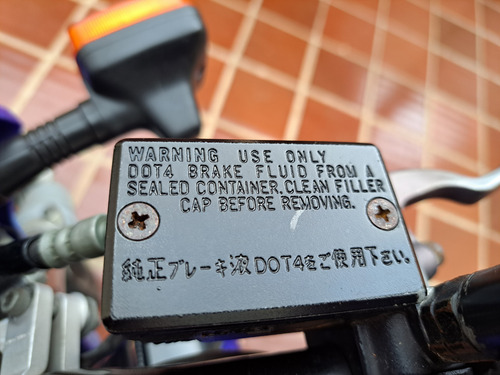 WARNING USE ONLY
DOT4 BRAKE FLUID FROM A
SEALED CONTAINER.CLEAN FILLER
CAP BEFORE REMOVING.
純正ブレーキ液DOT4をご使用下さい.